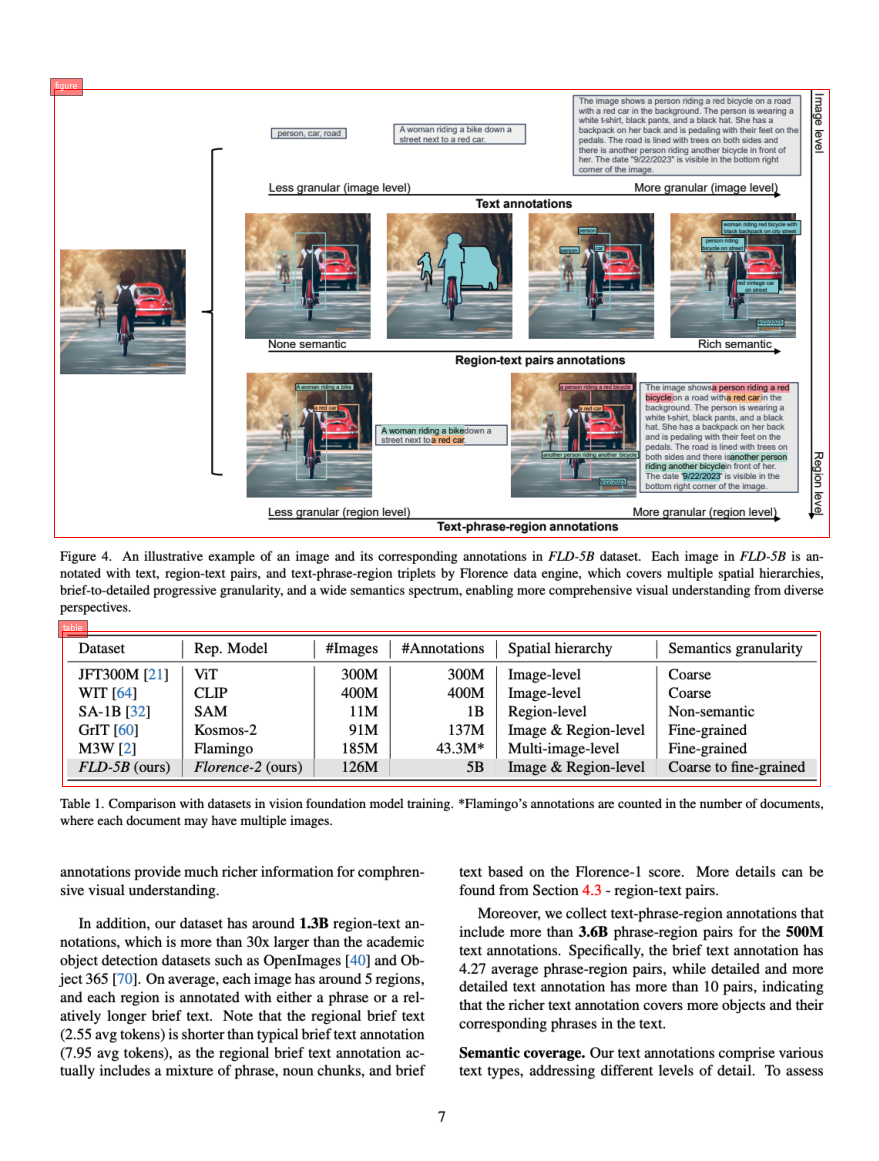 figure
person, car, road
A woman riding a bike down a
street next to a red car.
The image shows a person riding a red bicycle on a road
with a red car in the background. The person is wearing a
white t-shirt, black pants, and a black hat. She has a
backpack on her back and is pedaling with their feet on the
pedals. The road is lined with trees on both sides and
there is another person riding another bicycle in front of
her. The date "9/22/2023" is visible in the bottom right
corner of the image.
Image level
Less granular (image level)
More granular (image level)
Text annotations
person
person
car
woman riding red bicycle with
black backpack on city street
person riding
bicycle on street
red vintage car
on street
9/22/2023
None semantic
Rich semantic
Region-text pairs annotations
A woman riding a bike
a red car
A woman riding a bikedown a
street next to a red car.
a person riding a red bicycle
a red car
another person riding another bicycle
9/22/2023
The image shows a person riding a red
bicycle on a road with a red car in the
background. The person is wearing a
white t-shirt, black pants, and a black
hat. She has a backpack on her back
and is pedaling with their feet on the
pedals. The road is lined with trees on
both sides and there is another person
riding another bicycle in front of her.
The date "9/22/2023" is visible in the
bottom right corner of the image.
Region level
Less granular (region level)
More granular (region level)
Text-phrase-region annotations
Figure 4. An illustrative example of an image and its corresponding annotations in FLD-5B dataset. Each image in FLD-5B is an-
notated with text, region-text pairs, and text-phrase-region triplets by Florence data engine, which covers multiple spatial hierarchies,
brief-to-detailed progressive granularity, and a wide semantics spectrum, enabling more comprehensive visual understanding from diverse
perspectives.
table
Dataset Rep. Model #Images #Annotations Spatial hierarchy Semantics granularity
JFT300M [21] ViT 300M 300M Image-level Coarse
WIT [64] CLIP 400M 400M Image-level Coarse
SA-1B [32] SAM 11M 1B Region-level Non-semantic
GrIT [60] Kosmos-2 91M 137M Image & Region-level Fine-grained
M3W [2] Flamingo 185M 43.3M* Multi-image-level Fine-grained
FLD-5B (ours) Florence-2 (ours) 126M 5B Image & Region-level Coarse to fine-grained
Table 1. Comparison with datasets in vision foundation model training. *Flamingo's annotations are counted in the number of documents,
where each document may have multiple images.
annotations provide much richer information for comphren-
sive visual understanding.
In addition, our dataset has around 1.3B region-text an-
notations, which is more than 30x larger than the academic
object detection datasets such as OpenImages [40] and Ob-
ject 365 [70]. On average, each image has around 5 regions,
and each region is annotated with either a phrase or a rel-
atively longer brief text. Note that the regional brief text
(2.55 avg tokens) is shorter than typical brief text annotation
(7.95 avg tokens), as the regional brief text annotation ac-
tually includes a mixture of phrase, noun chunks, and brief
text based on the Florence-1 score. More details can be
found from Section 4.3 - region-text pairs.
Moreover, we collect text-phrase-region annotations that
include more than 3.6B phrase-region pairs for the 500M
text annotations. Specifically, the brief text annotation has
4.27 average phrase-region pairs, while detailed and more
detailed text annotation has more than 10 pairs, indicating
that the richer text annotation covers more objects and their
corresponding phrases in the text.
Semantic coverage. Our text annotations comprise various
text types, addressing different levels of detail. To assess
7